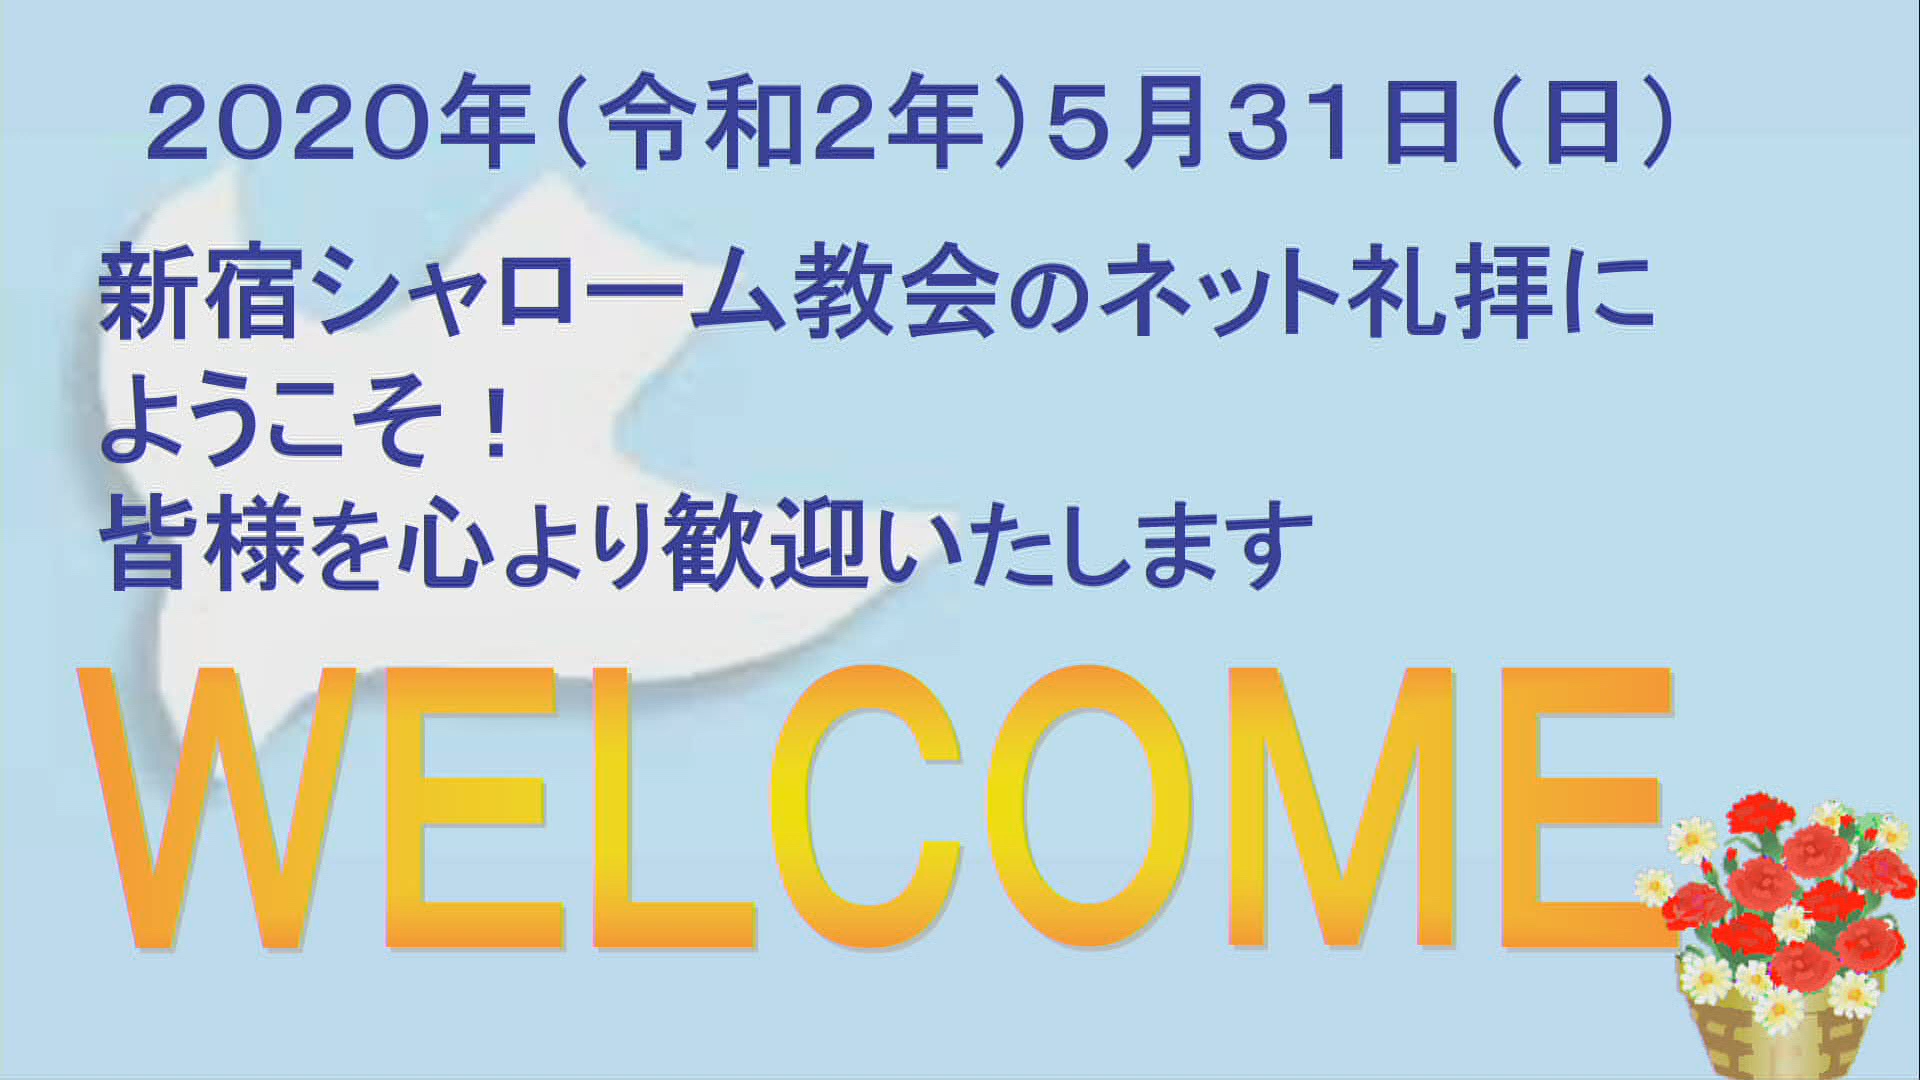 ２０２０年（令和２年）５月３１日（日）
新宿シャローム教会のネット礼拝に
ようこそ！
皆様を心より歓迎いたします
WELCOME